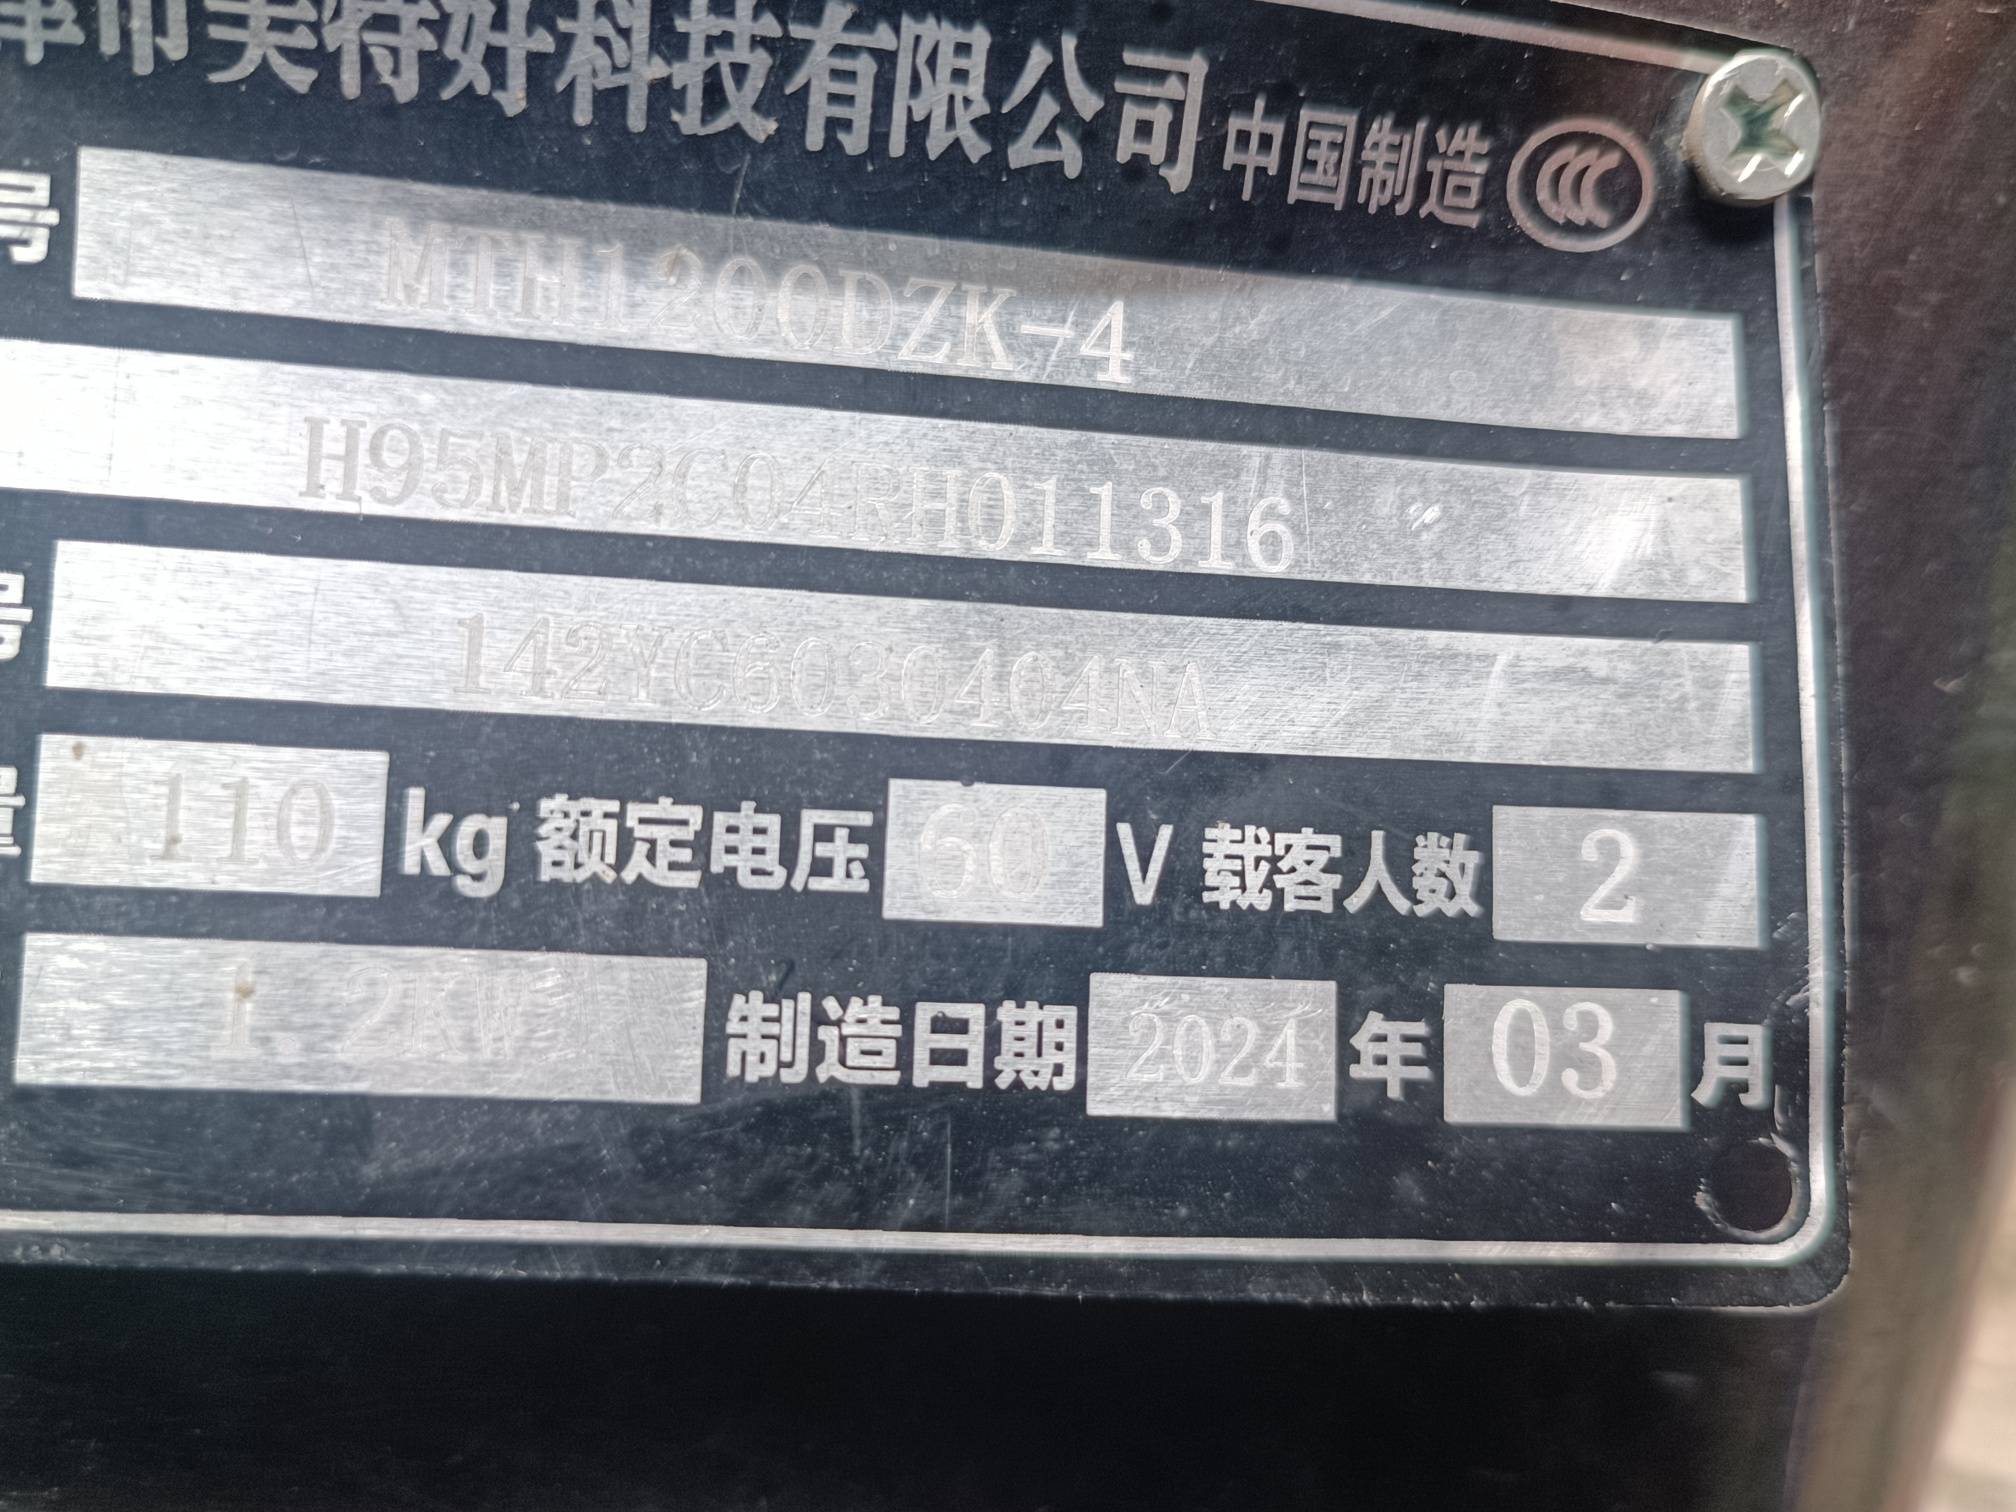 津市美特好科技有限公司 中国制造
号 MTH1200DZK-4
H95MP2C04RH011316
号 142YC6030404NA
量 110 kg 额定电压 60 V 载客人数 2
1.2KW 制造日期 2024 年 03 月